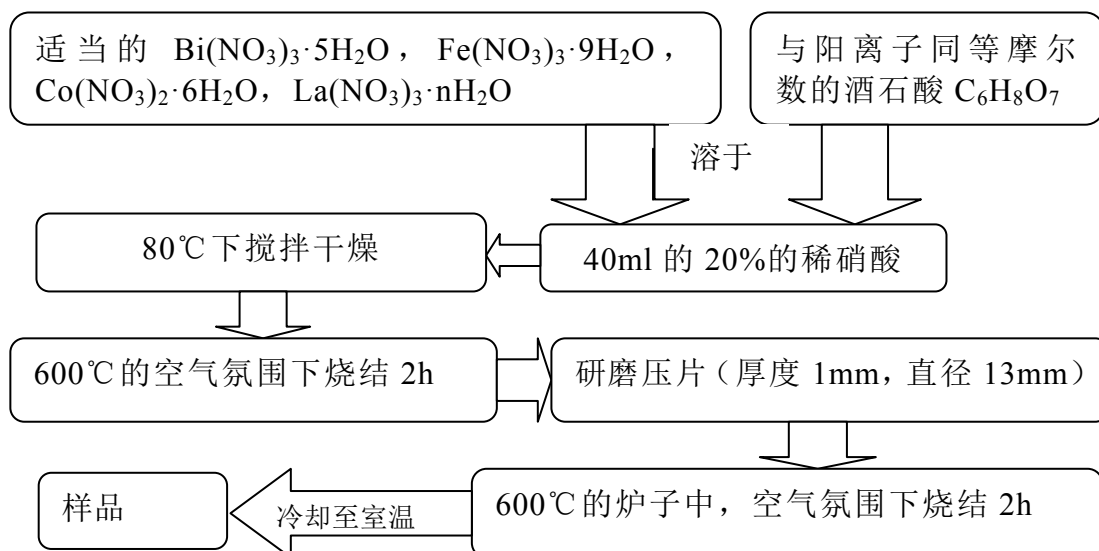 适当的 Bi(NO₃)₃·5H₂O，Fe(NO₃)₃·9H₂O，
Co(NO₃)₂·6H₂O，La(NO₃)₃·nH₂O
与阳离子同等摩尔
数的酒石酸 C₆H₈O₇
溶于
80℃下搅拌干燥
40ml 的 20%的稀硝酸
600℃的空气氛围下烧结 2h
研磨压片（厚度 1mm，直径 13mm）
样品
冷却至室温
600℃的炉子中，空气氛围下烧结 2h